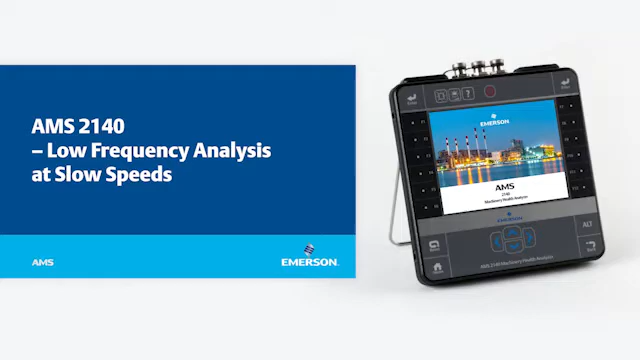 AMS 2140
– Low Frequency Analysis
at Slow Speeds
AMS
EMERSON
EMERSON
AMS
2140
Machinery Health Analyzer
EMERSON
ALT
AMS 2140 Machinery Health Analyzer